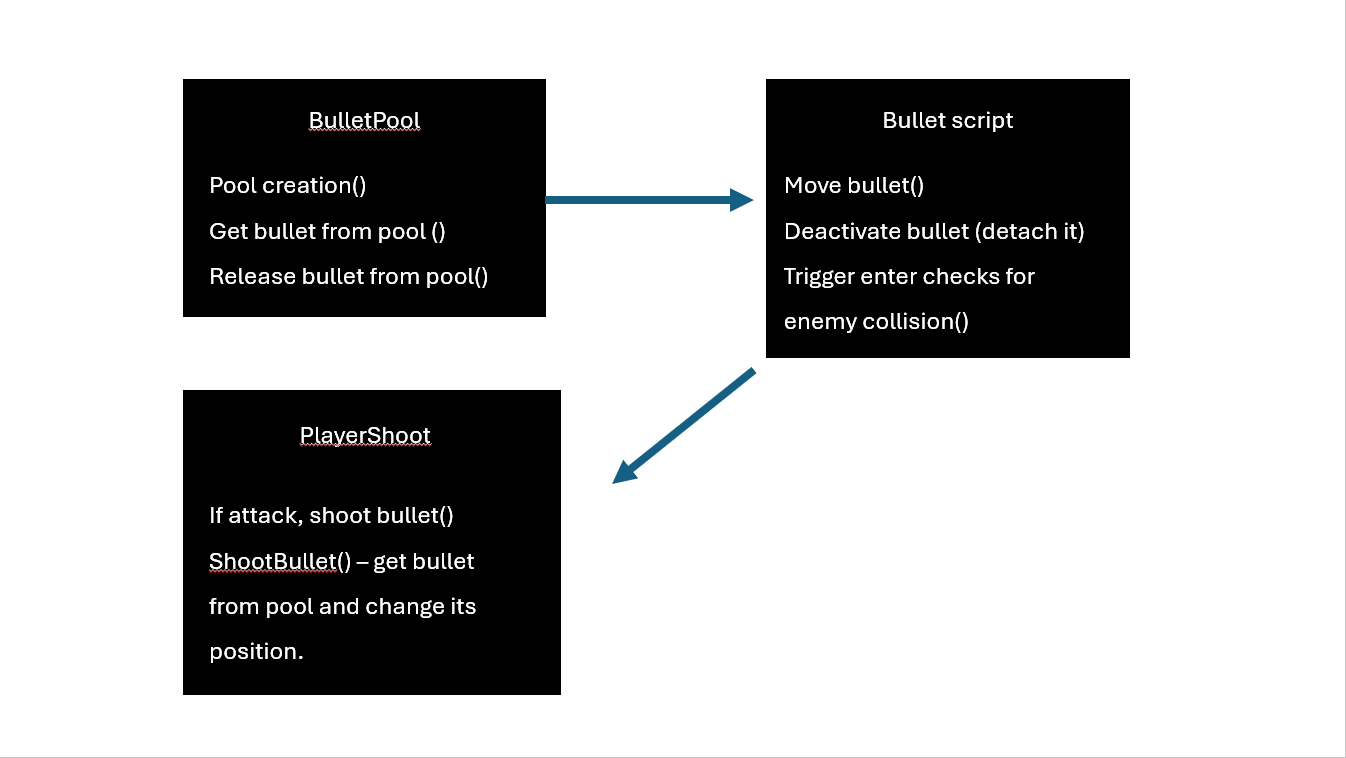 BulletPool
Pool creation()
Get bullet from pool ()
Release bullet from pool()
Bullet script
Move bullet()
Deactivate bullet (detach it)
Trigger enter checks for
enemy collision()
PlayerShoot
If attack, shoot bullet()
ShootBullet() – get bullet
from pool and change its
position.